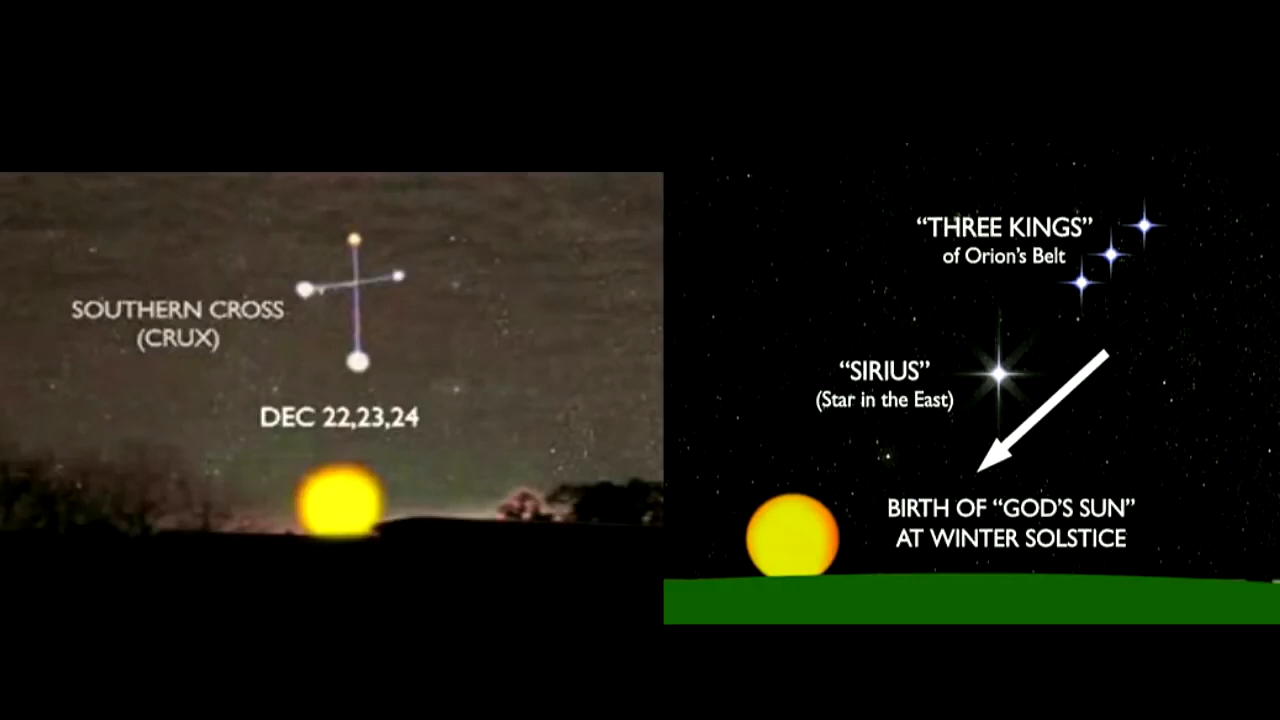 SOUTHERN CROSS
(CRUX)
DEC 22,23,24
“THREE KINGS”
of Orion's Belt
“SIRIUS”
(Star in the East)
BIRTH OF “GOD'S SUN”
AT WINTER SOLSTICE